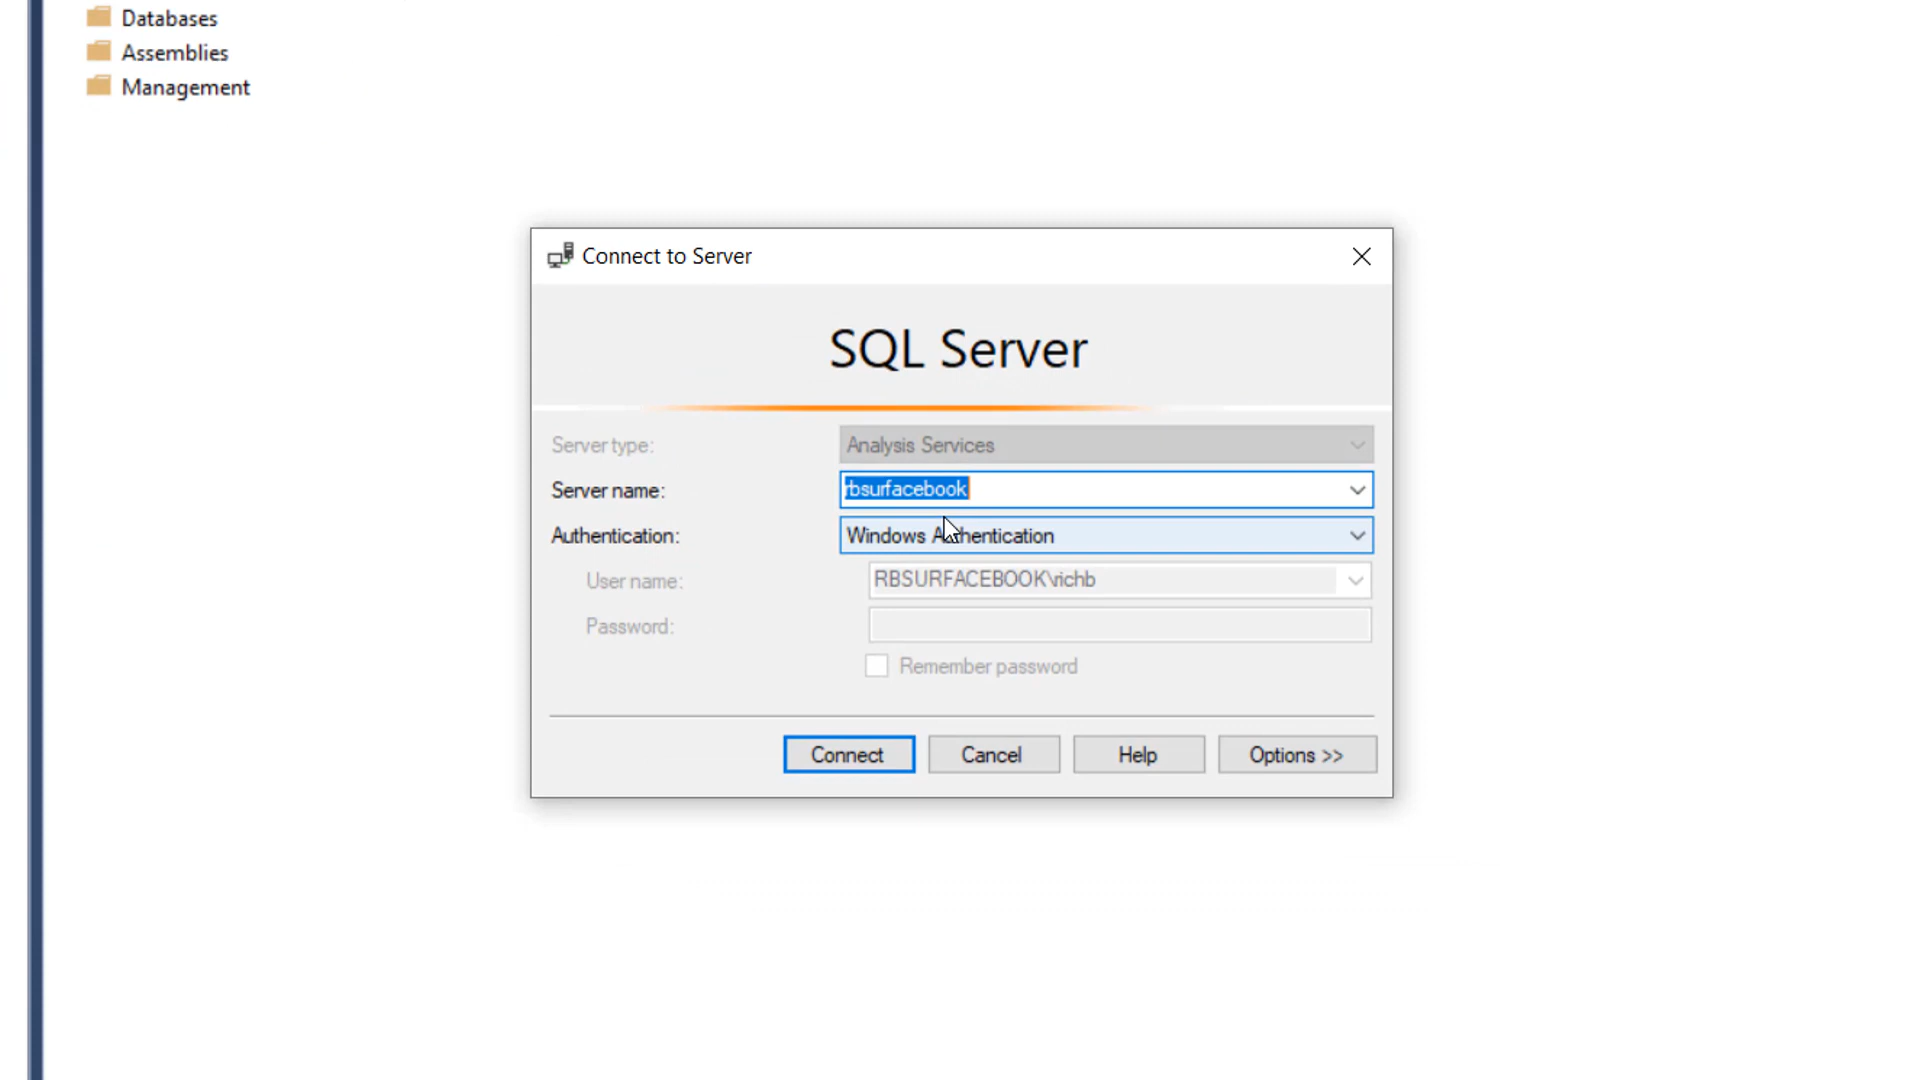 Databases
Assemblies
Management
Connect to Server
SQL Server
Server type: Analysis Services
Server name: rbsurfacebook
Authentication: Windows Authentication
User name: RBSURFACEBOOK\richb
Password:
Remember password
Connect Cancel Help Options >>